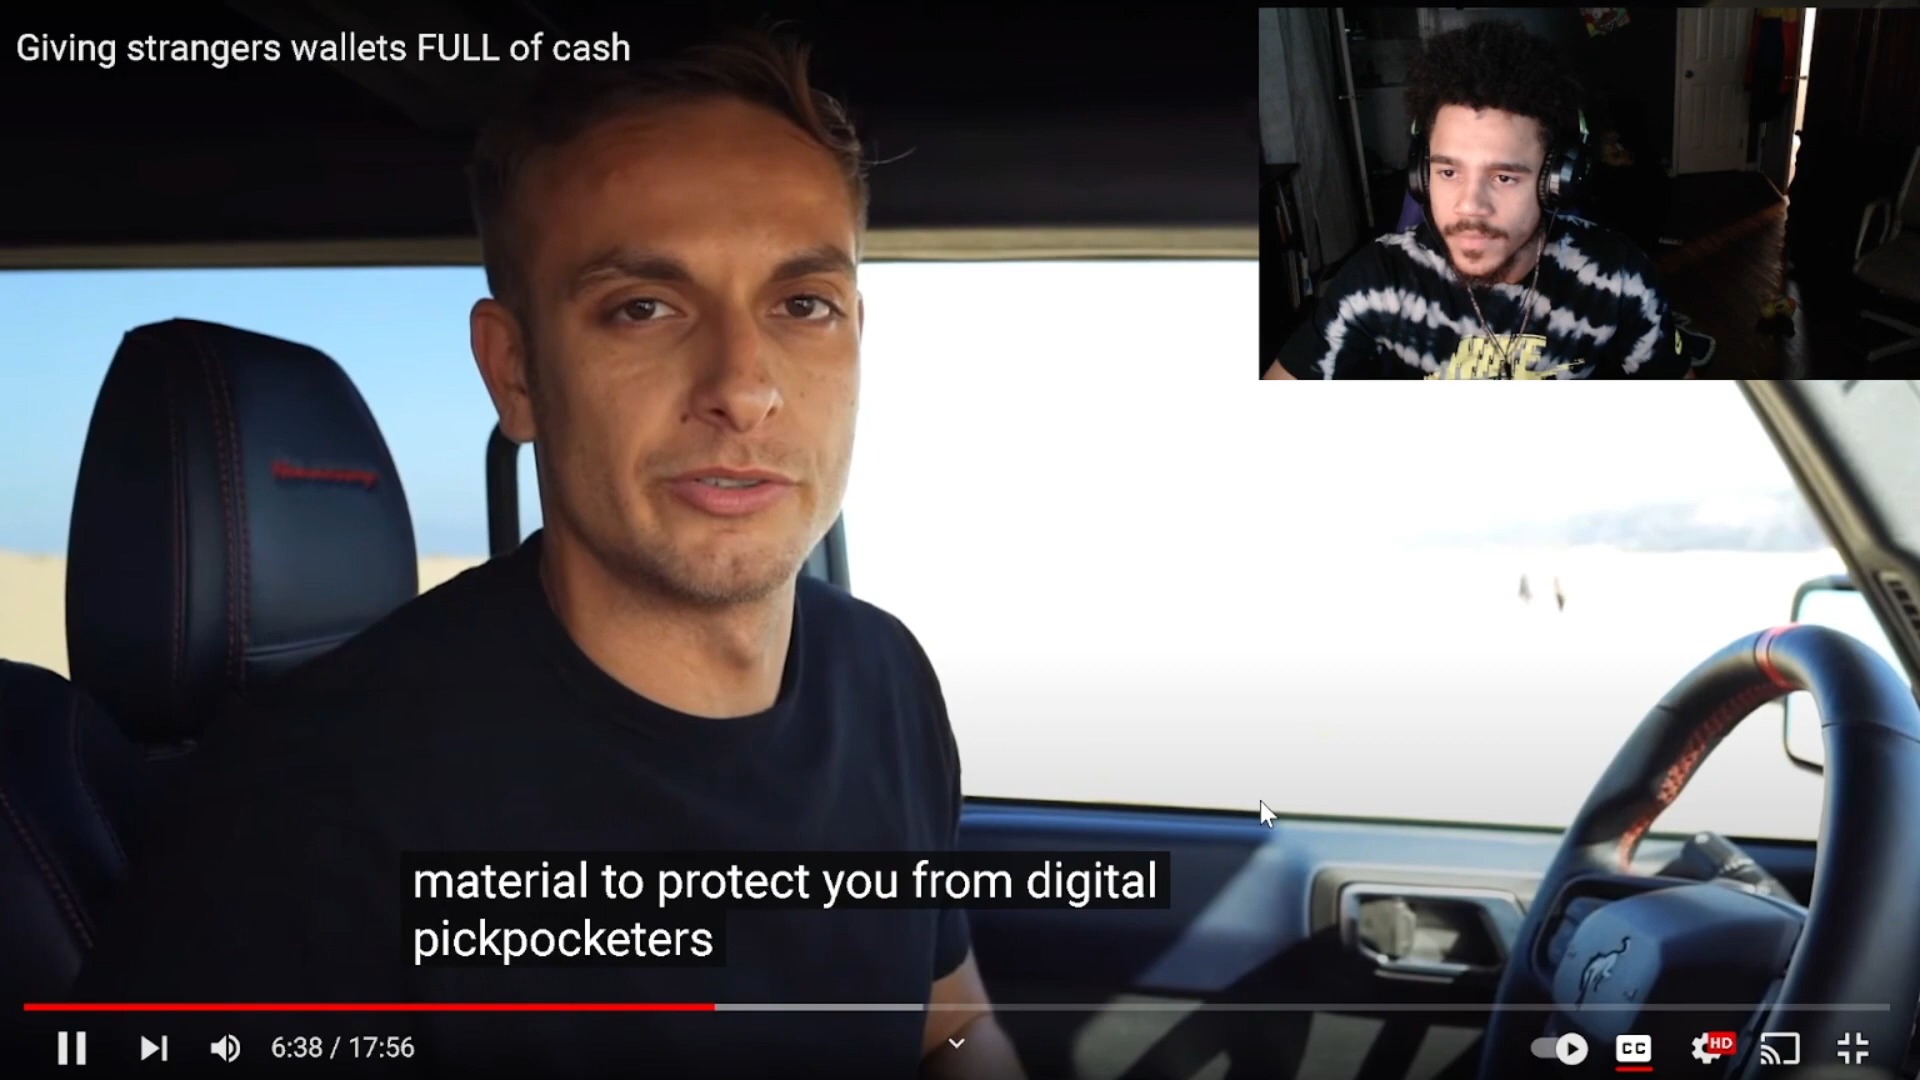 Giving strangers wallets FULL of cash
material to protect you from digital
pickpocketers
6:38 / 17:56
CC
HD